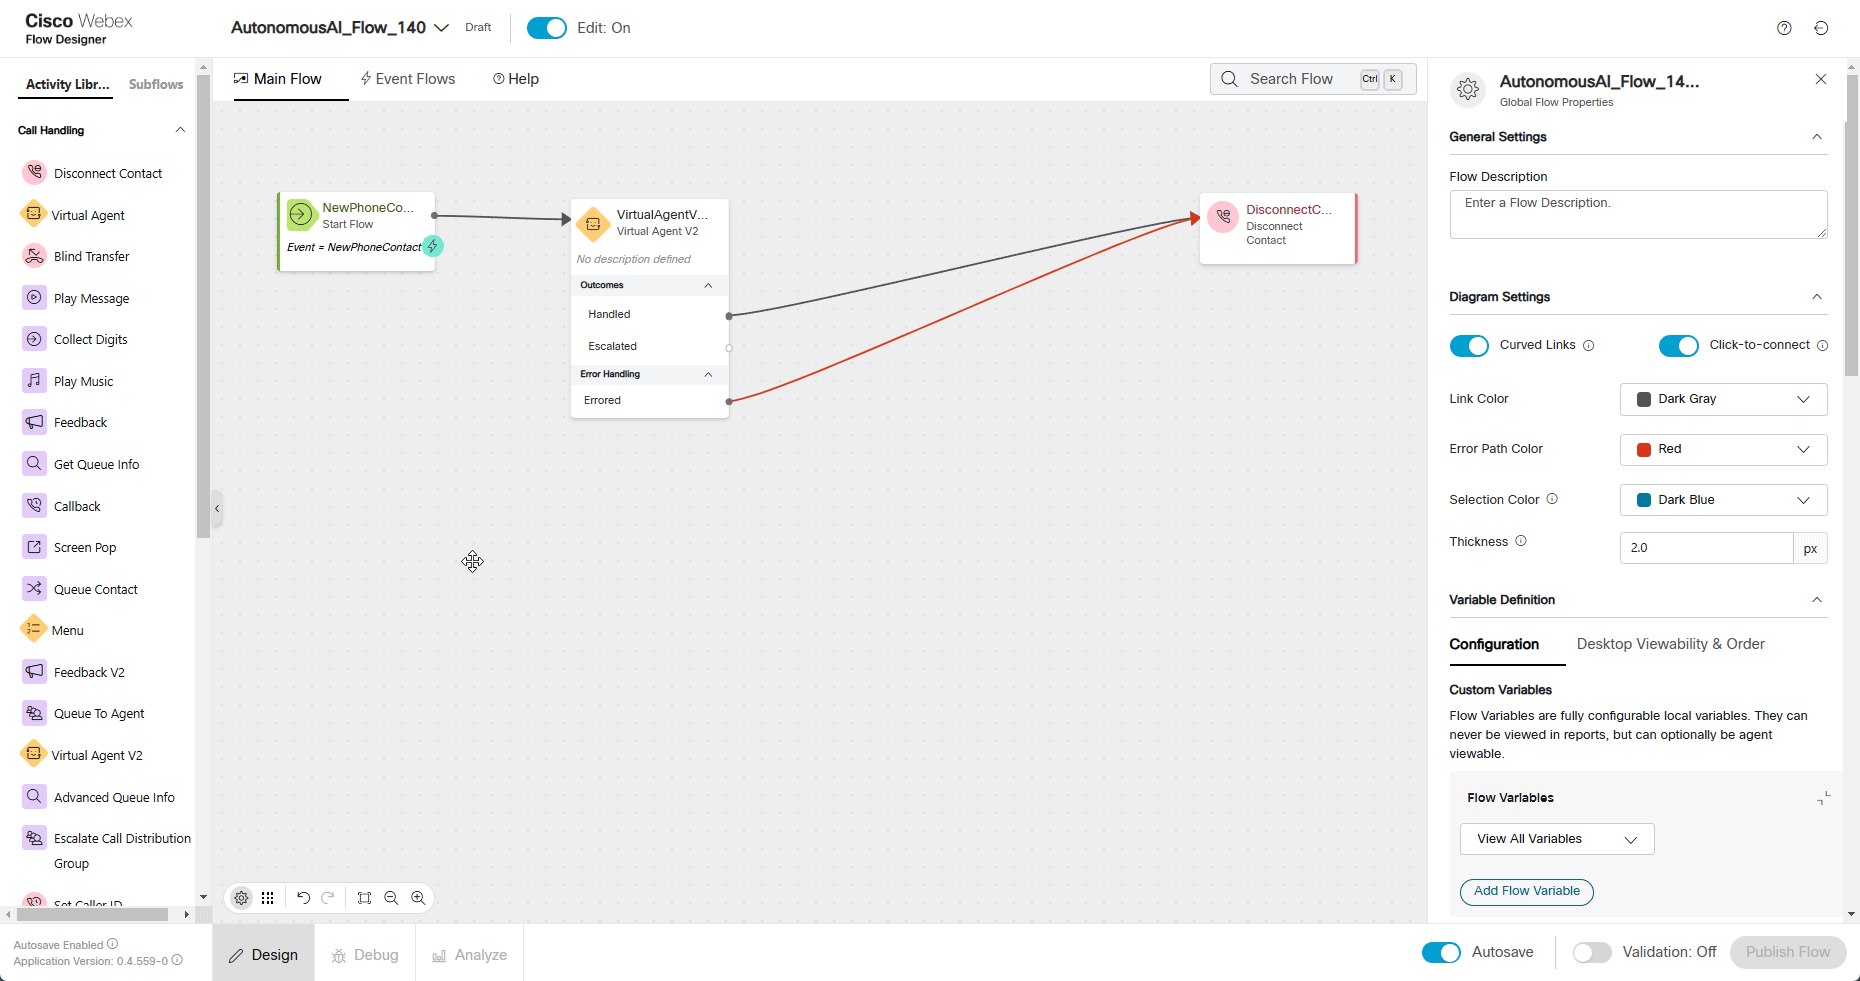 Cisco Webex
Flow Designer
AutonomousAI_Flow_140
Draft
Edit: On
Activity Libr...
Subflows
Call Handling
Disconnect Contact
Virtual Agent
Blind Transfer
Play Message
Collect Digits
Play Music
Feedback
Get Queue Info
Callback
Screen Pop
Queue Contact
Menu
Feedback V2
Queue To Agent
Virtual Agent V2
Advanced Queue Info
Escalate Call Distribution
Group
Set Caller ID
Autosave Enabled
Application Version: 0.4.559-0
Main Flow
Event Flows
Help
Search Flow
Ctrl
K
NewPhoneCo...
Start Flow
Event = NewPhoneContact
VirtualAgentV...
Virtual Agent V2
No description defined
Outcomes
Handled
Escalated
Error Handling
Errored
DisconnectC...
Disconnect
Contact
Design
Debug
Analyze
AutonomousAI_Flow_14...
Global Flow Properties
General Settings
Flow Description
Enter a Flow Description.
Diagram Settings
Curved Links
Click-to-connect
Link Color
Dark Gray
Error Path Color
Red
Selection Color
Dark Blue
Thickness
2.0
px
Variable Definition
Configuration
Desktop Viewability & Order
Custom Variables
Flow Variables are fully configurable local variables. They can
never be viewed in reports, but can optionally be agent
viewable.
Flow Variables
View All Variables
Add Flow Variable
Autosave
Validation: Off
Publish Flow